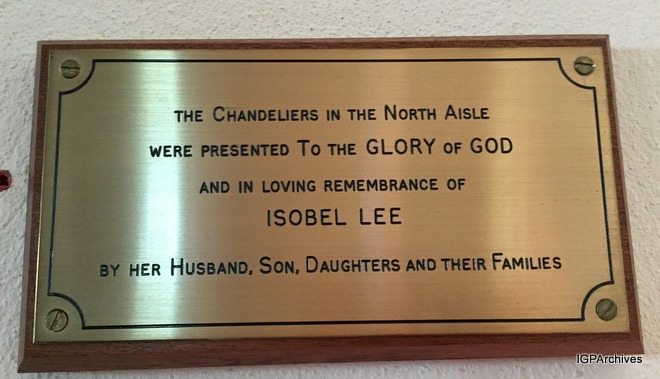 THE CHANDELIERS IN THE NORTH AISLE
WERE PRESENTED TO THE GLORY OF GOD
AND IN LOVING REMEMBRANCE OF
ISOBEL LEE
BY HER HUSBAND, SON, DAUGHTERS AND THEIR FAMILIES
IGPArchives